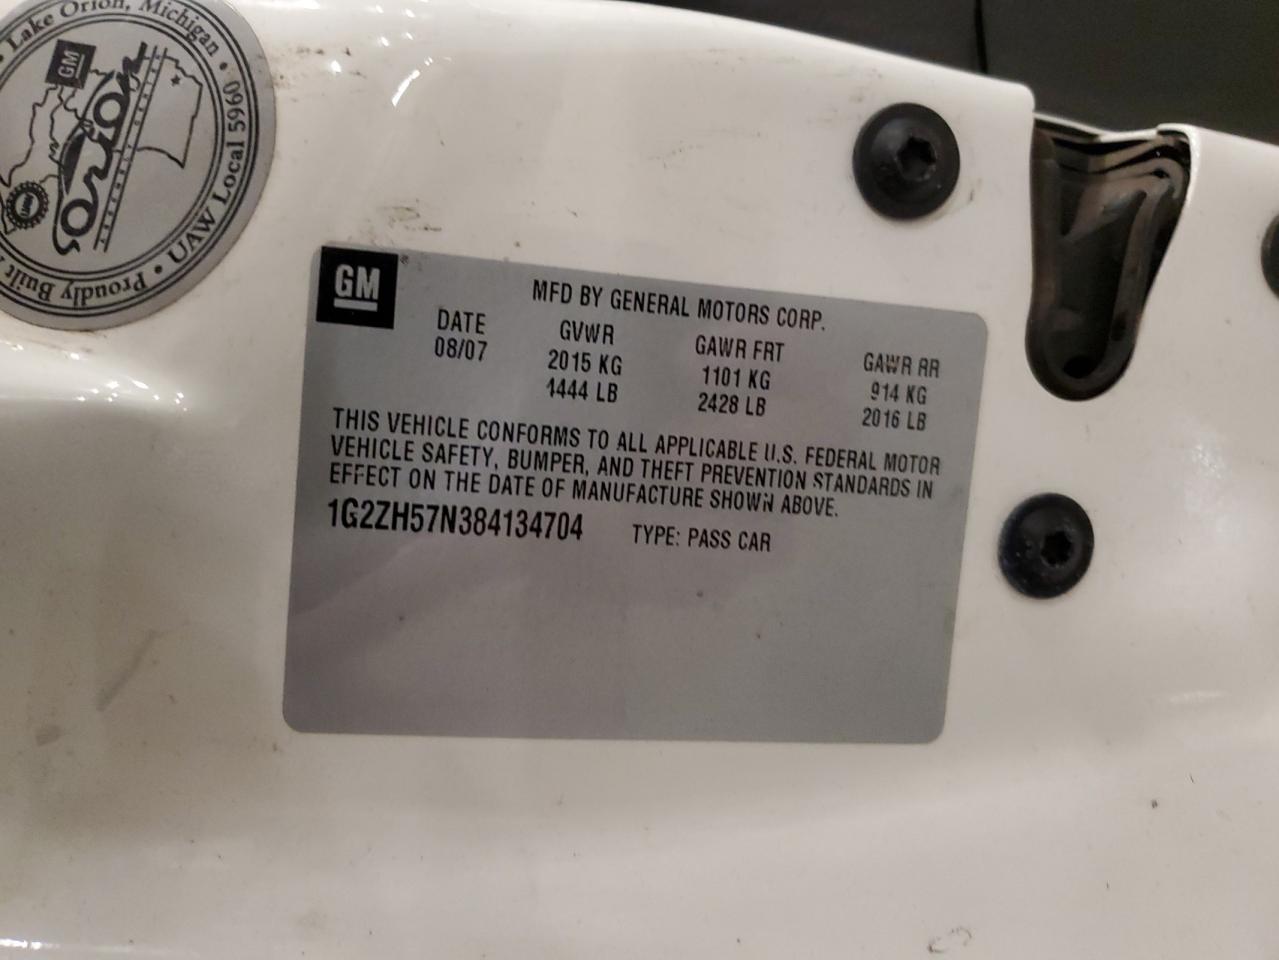 Lake Orion, Michigan
GM
Orion
ASSEMBLY CENTER
UAW Local 5960
Proudly Built
GM
MFD BY GENERAL MOTORS CORP.
DATE GVWR GAWR FRT GAWR RR
08/07 2015 KG 1101 KG 914 KG
4444 LB 2428 LB 2016 LB
THIS VEHICLE CONFORMS TO ALL APPLICABLE U.S. FEDERAL MOTOR
VEHICLE SAFETY, BUMPER, AND THEFT PREVENTION STANDARDS IN
EFFECT ON THE DATE OF MANUFACTURE SHOWN ABOVE.
1G2ZH57N384134704 TYPE: PASS CAR